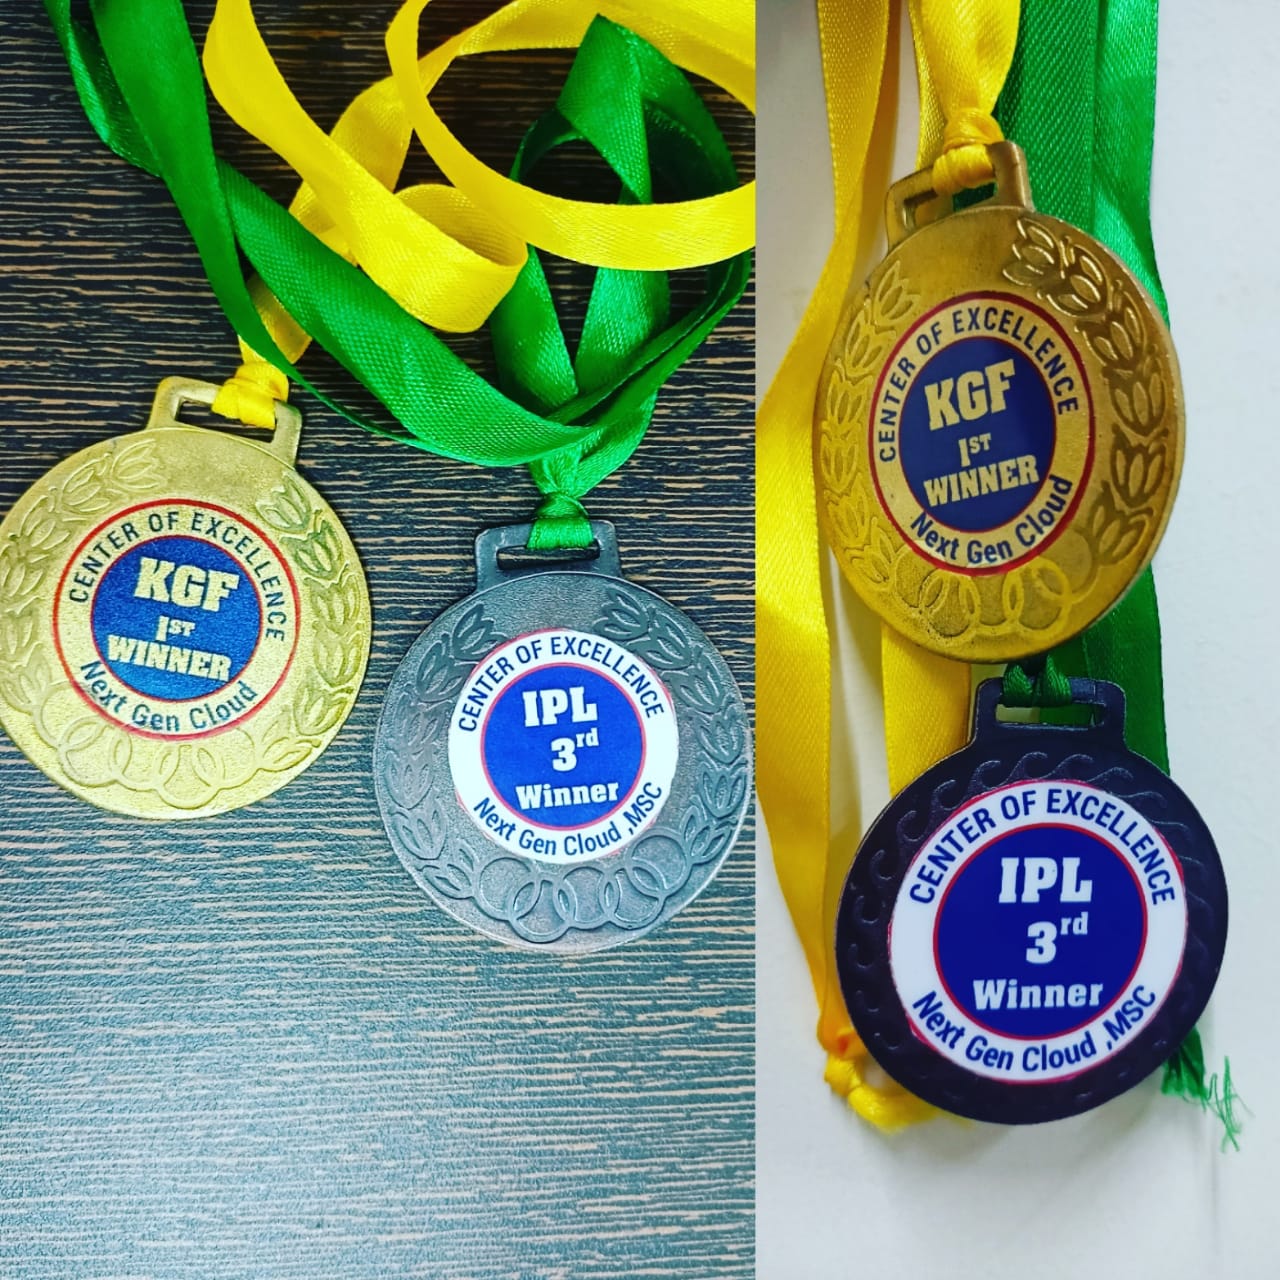 CENTER OF EXCELLENCE
KGF
1ST
WINNER
Next Gen Cloud
CENTER OF EXCELLENCE
IPL
3rd
Winner
Next Gen Cloud ,MSC
CENTER OF EXCELLENCE
KGF
1ST
WINNER
Next Gen Cloud
CENTER OF EXCELLENCE
IPL
3rd
Winner
Next Gen Cloud ,MSC